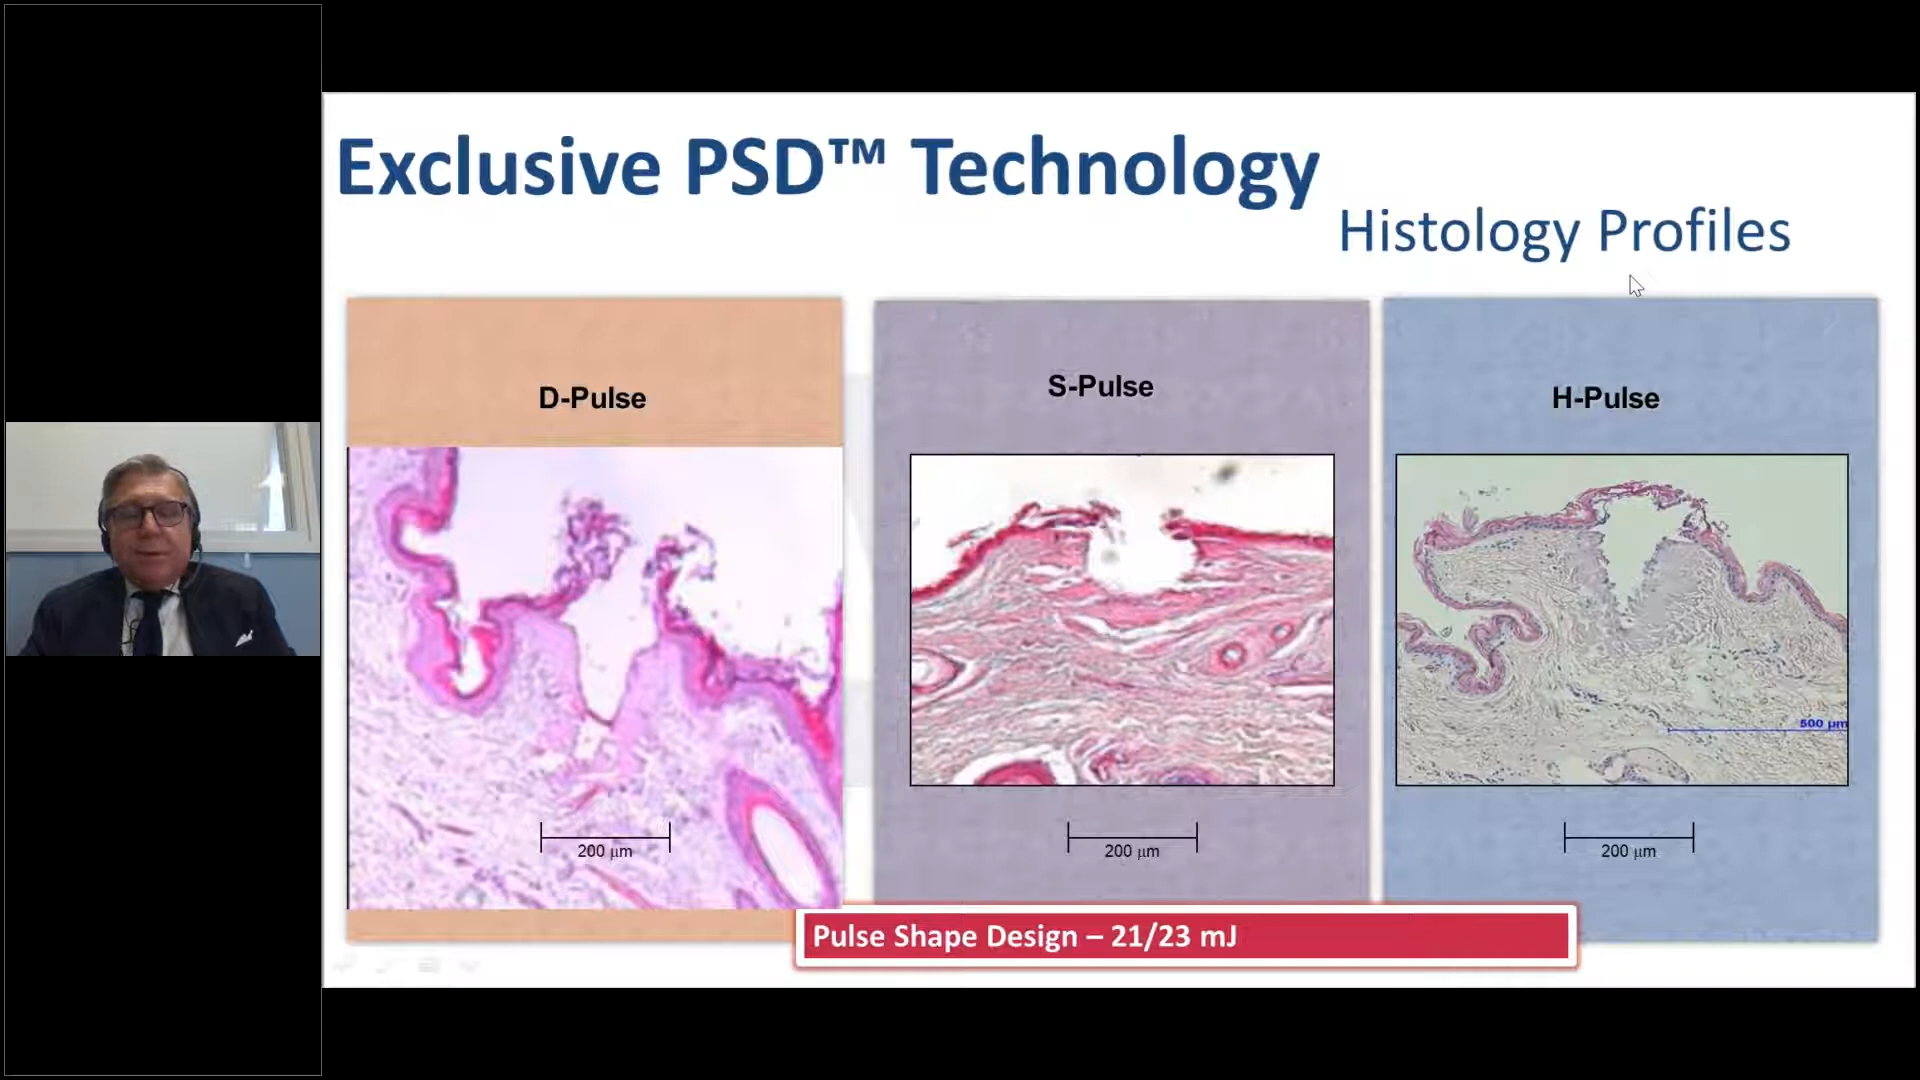 Exclusive PSD™ Technology
Histology Profiles
D-Pulse
S-Pulse
H-Pulse
500 µm
200 µm
200 µm
200 µm
Pulse Shape Design – 21/23 mJ